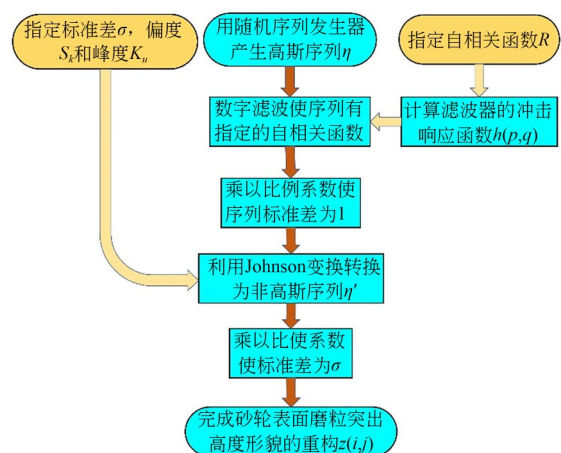 指定标准差σ，偏度
Sk和峰度Ku
用随机序列发生器
产生高斯序列η
指定自相关函数R
数字滤波使序列有
指定的自相关函数
计算滤波器的冲击
响应函数h(p,q)
乘以比例系数使
序列标准差为1
利用Johnson变换转换
为非高斯序列η′
乘以比使系数
使标准差为σ
完成砂轮表面磨粒突出
高度形貌的重构z(i,j)